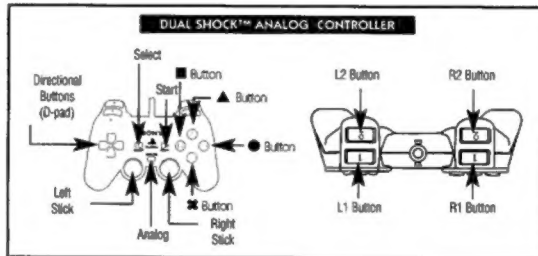 DUAL SHOCK™ ANALOG CONTROLLER
Select
■ Button
L2 Button
R2 Button
Directional
Buttons
(D-pad)
Start
▲ Button
● Button
Left
Stick
Analog
✖ Button
Right
Stick
L1 Button
R1 Button